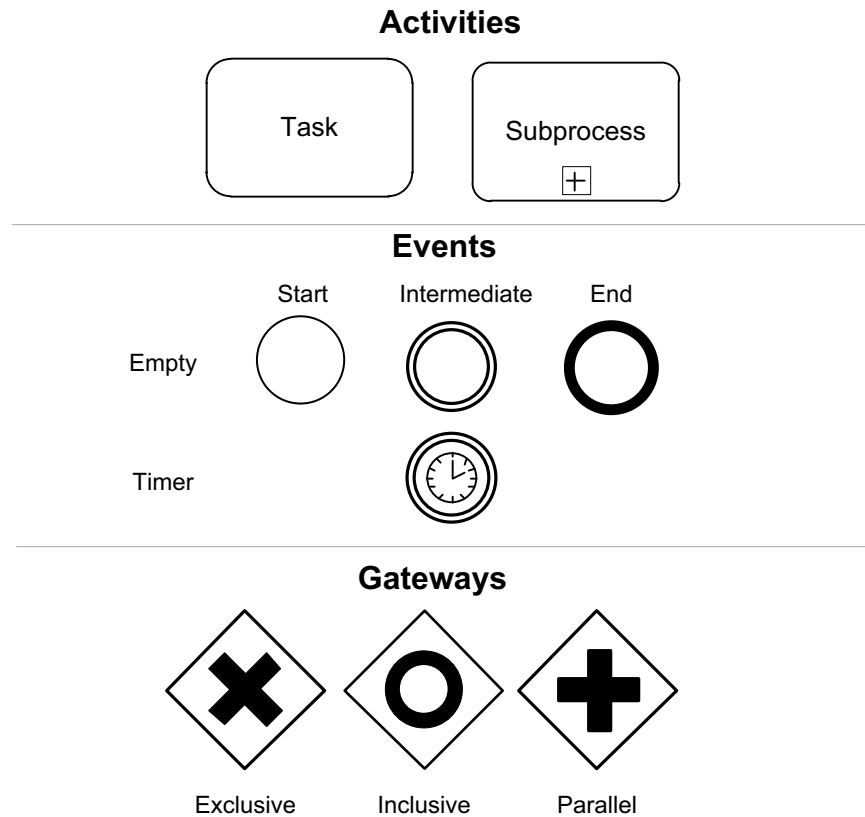 Activities
Task
Subprocess
Events
Start Intermediate End
Empty
Timer
Gateways
Exclusive Inclusive Parallel